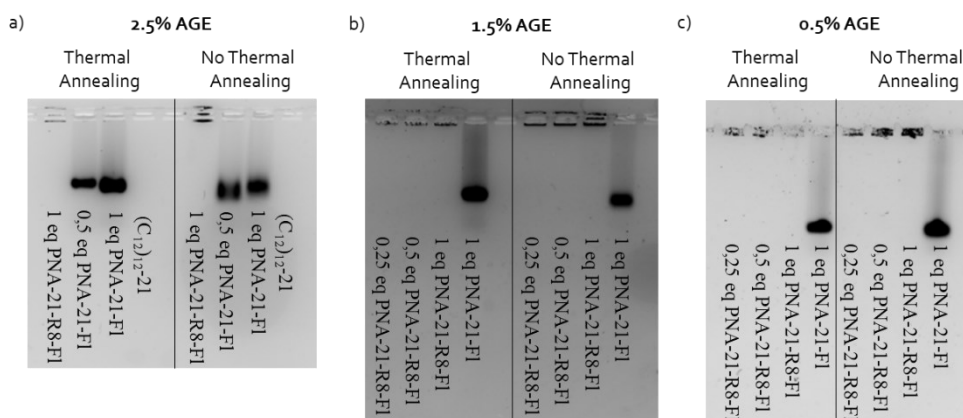 a)
2.5% AGE
Thermal
Annealing
No Thermal
Annealing
1 eq PNA-21-R8-Fl
0,5 eq PNA-21-Fl
1 eq PNA-21-Fl
(C₁₂)₁₂-21
1 eq PNA-21-R8-Fl
0,5 eq PNA-21-Fl
1 eq PNA-21-Fl
(C₁₂)₁₂-21
b)
1.5% AGE
Thermal
Annealing
No Thermal
Annealing
0,25 eq PNA-21-R8-Fl
0,5 eq PNA-21-R8-Fl
1 eq PNA-21-R8-Fl
1 eq PNA-21-Fl
0,25 eq PNA-21-R8-Fl
0,5 eq PNA-21-R8-Fl
1 eq PNA-21-R8-Fl
1 eq PNA-21-Fl
c)
0.5% AGE
Thermal
Annealing
No Thermal
Annealing
0,25 eq PNA-21-R8-Fl
0,5 eq PNA-21-R8-Fl
1 eq PNA-21-R8-Fl
1 eq PNA-21-Fl
0,25 eq PNA-21-R8-Fl
0,5 eq PNA-21-R8-Fl
1 eq PNA-21-R8-Fl
1 eq PNA-21-Fl